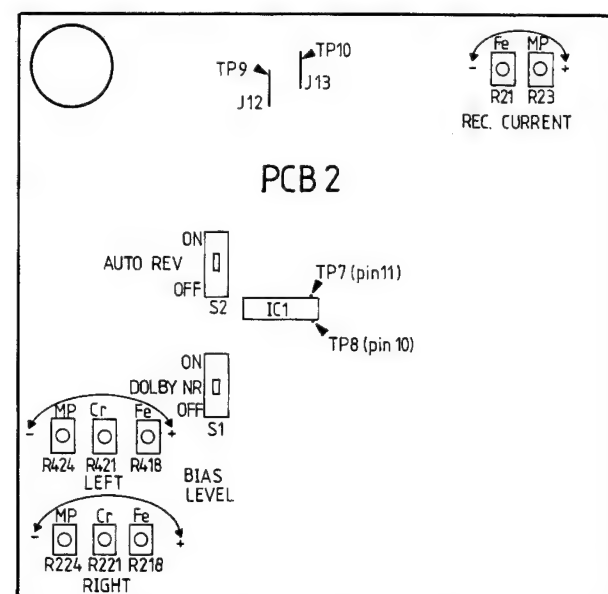 TP9
TP10
J12
J13
Fe MP
- +
R21 R23
REC. CURRENT
PCB 2
ON
AUTO REV
OFF
S2
TP7 (pin11)
IC1
TP8 (pin 10)
ON
DOLBY NR
OFF
S1
MP Cr Fe
- +
R424 R421 R418
LEFT
BIAS
LEVEL
MP Cr Fe
- +
R224 R221 R218
RIGHT